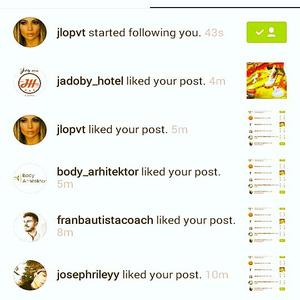 jlopvt started following you. 43s
jadoby_hotel liked your post. 4m
jlopvt liked your post. 5m
body_arhitektor liked your post.
5m
franbautistacoach liked your post.
8m
josephrileyy liked your post. 10m